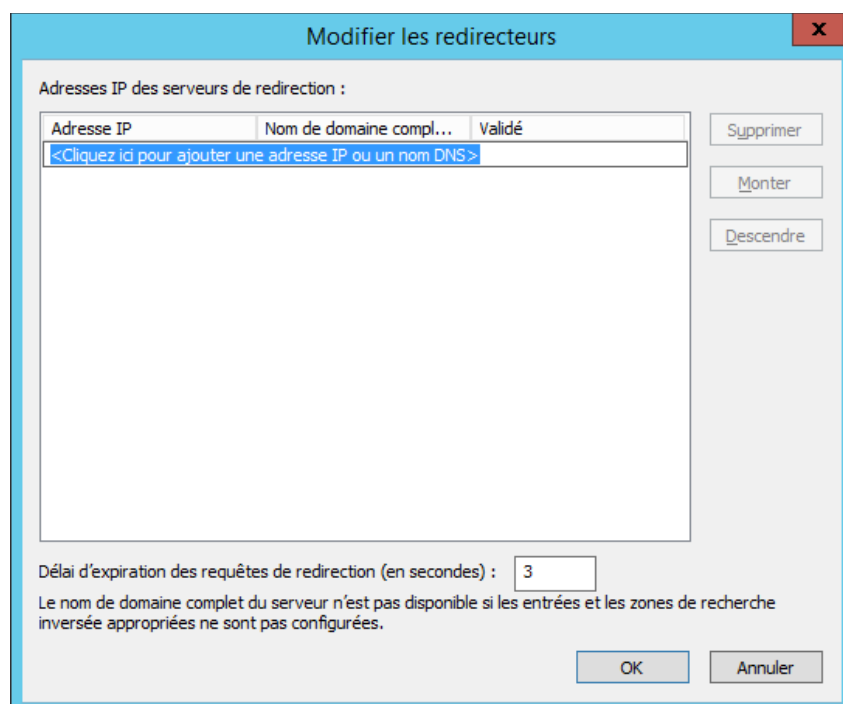 Modifier les redirecteurs
x
Adresses IP des serveurs de redirection :
Adresse IP Nom de domaine compl... Validé
<Cliquez ici pour ajouter une adresse IP ou un nom DNS>
Supprimer
Monter
Descendre
Délai d'expiration des requêtes de redirection (en secondes) : 3
Le nom de domaine complet du serveur n'est pas disponible si les entrées et les zones de recherche
inversée appropriées ne sont pas configurées.
OK Annuler